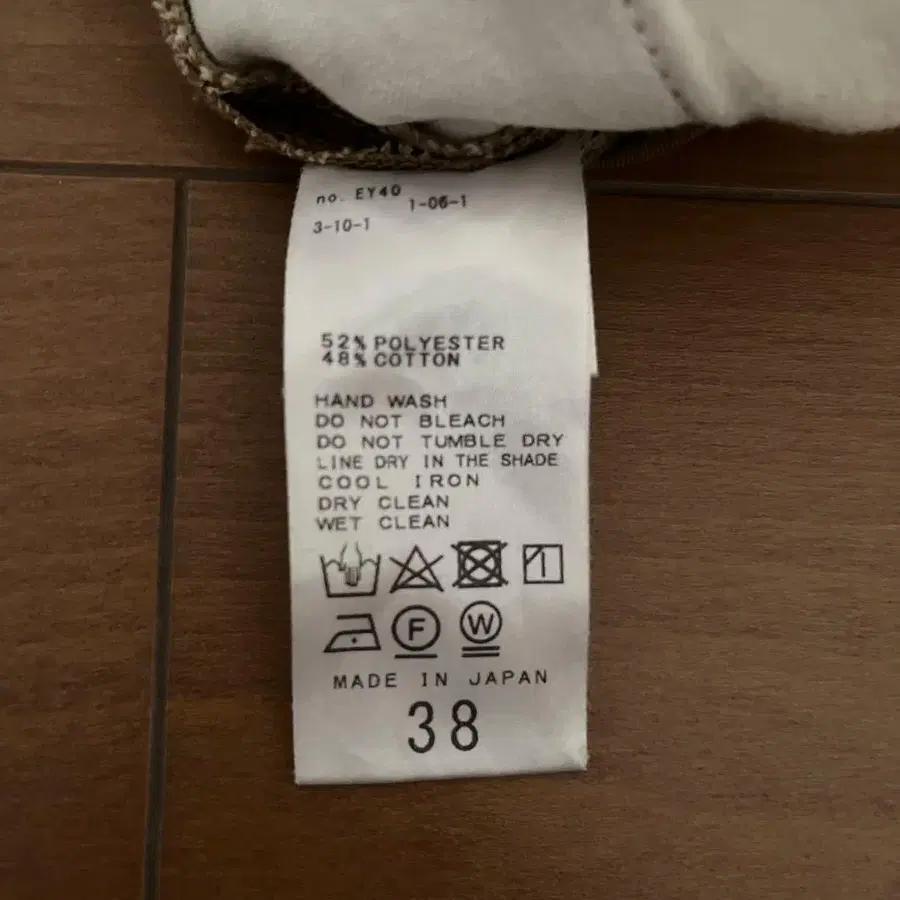 no. EY40 1-06-1
3-10-1
52% POLYESTER
48% COTTON
HAND WASH
DO NOT BLEACH
DO NOT TUMBLE DRY
LINE DRY IN THE SHADE
COOL IRON
DRY CLEAN
WET CLEAN
F W
MADE IN JAPAN
38